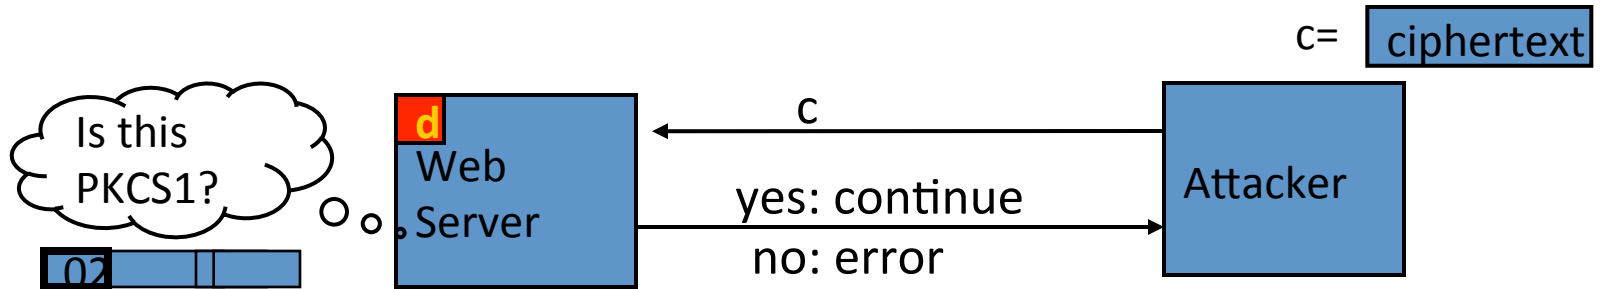 c=
ciphertext
Is this
PKCS1?
d
Web
Server
c
yes: continue
no: error
Attacker
02